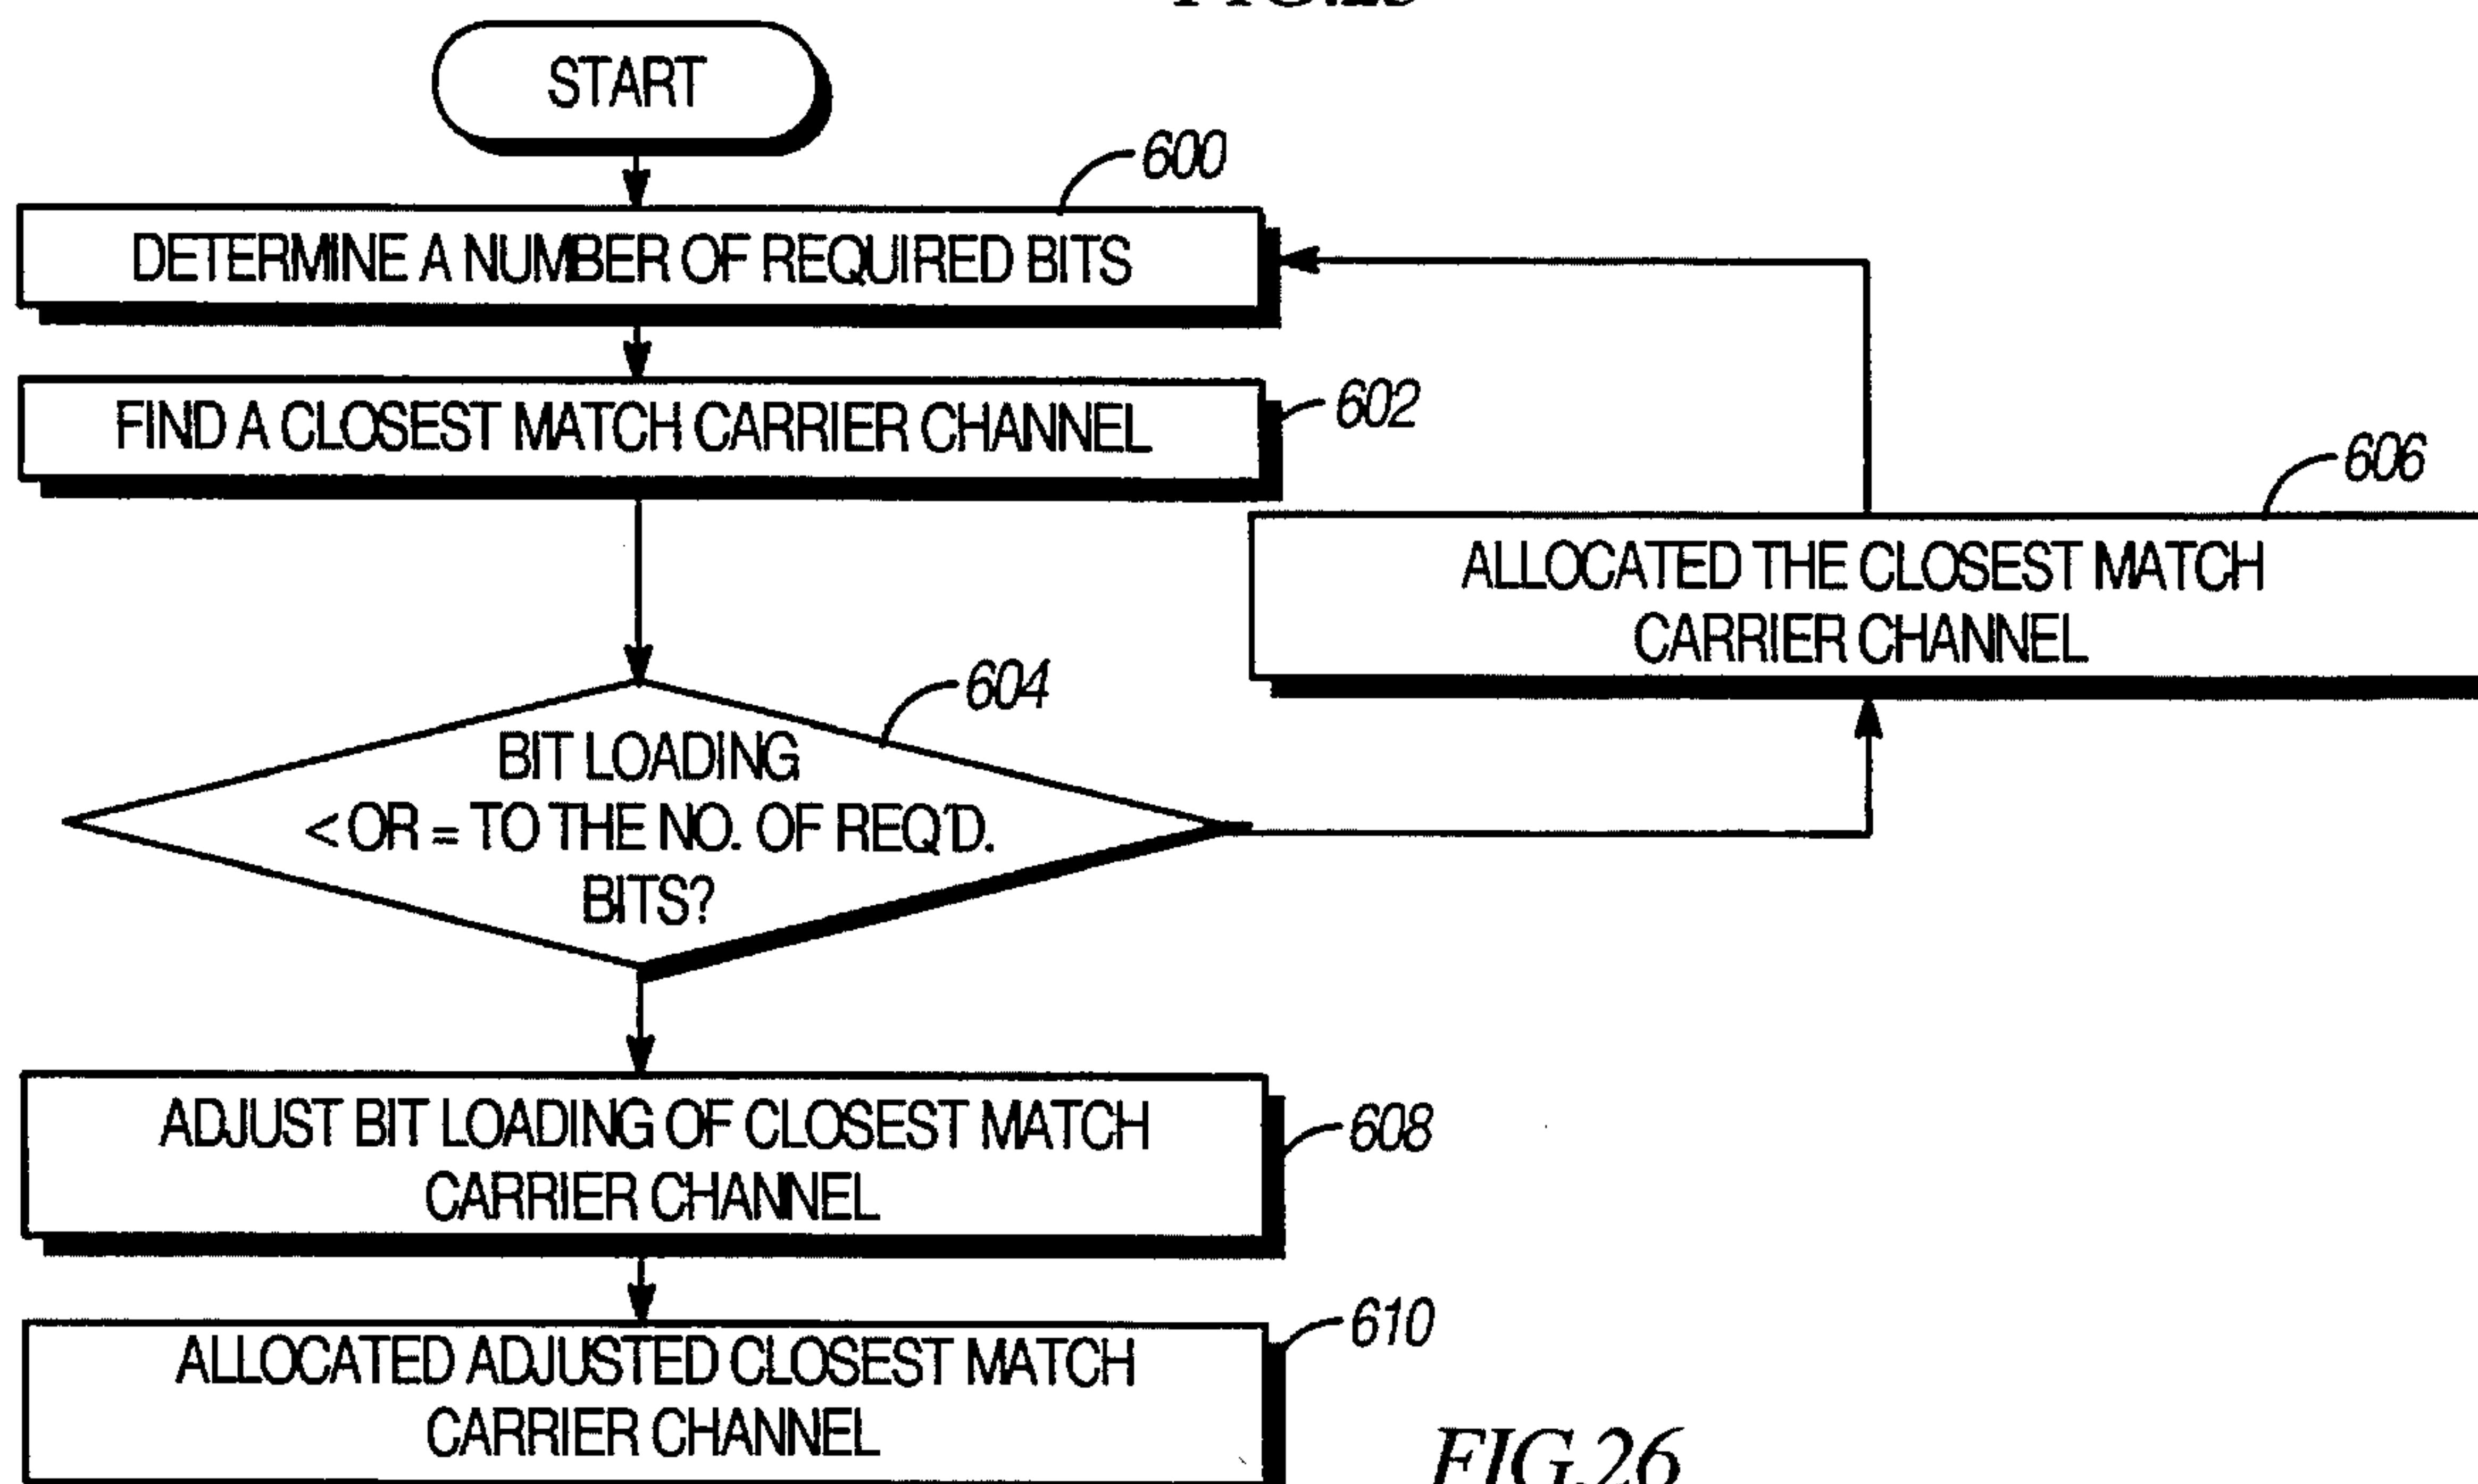 START
600
DETERMINE A NUMBER OF REQUIRED BITS
FIND A CLOSEST MATCH CARRIER CHANNEL
602
606
ALLOCATED THE CLOSEST MATCH
CARRIER CHANNEL
604
BIT LOADING
< OR = TO THE NO. OF REQ'D.
BITS?
ADJUST BIT LOADING OF CLOSEST MATCH
CARRIER CHANNEL
608
ALLOCATED ADJUSTED CLOSEST MATCH
CARRIER CHANNEL
610
FIG.26